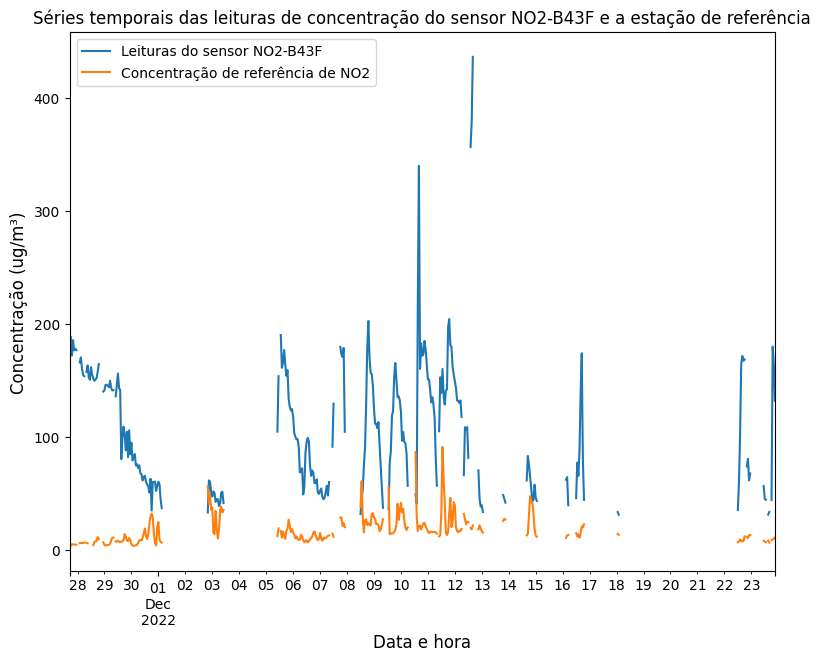 Séries temporais das leituras de concentração do sensor NO2-B43F e a estação de referência
Leituras do sensor NO2-B43F
Concentração de referência de NO2
400
300
200
100
0
Concentração (ug/m³)
28 29 30 01 02 03 04 05 06 07 08 09 10 11 12 13 14 15 16 17 18 19 20 21 22 23
Dec
2022
Data e hora